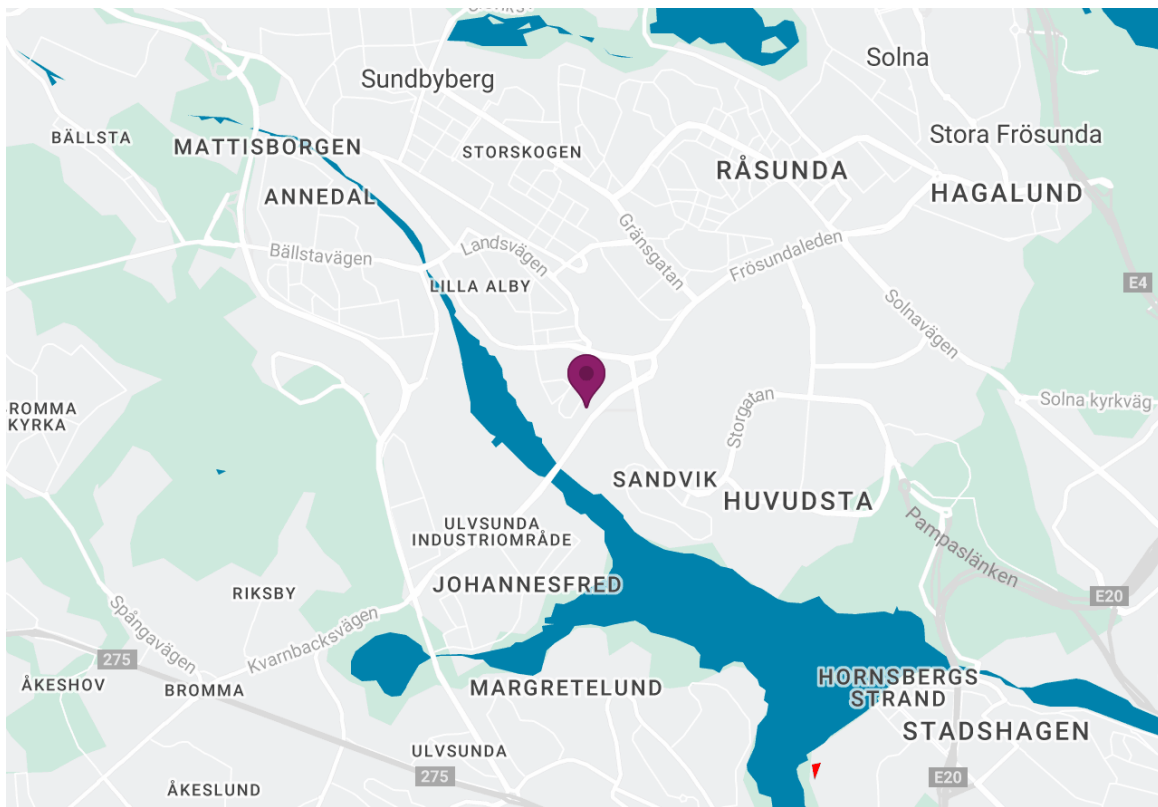 Solna
Sundbyberg
BÄLLSTA
MATTISBORGEN
STORSKOGEN
Stora Frösunda
RÅSUNDA
HAGALUND
ANNEDAL
Gränsgatan
Landsvägen
Bällstavägen
Frösundaleden
LILLA ALBY
E4
Solnavägen
Solna kyrkväg
Storgatan
ROMMA
KYRKA
SANDVIK
HUVUDSTA
ULVSUNDA
INDUSTRIOMRÅDE
Pampaslänken
JOHANNESFRED
RIKSBY
E20
Spångavägen
Kvarnbacksvägen
275
ÅKESHOV
BROMMA
MARGRETELUND
HORNSBERGS
STRAND
STADSHAGEN
ULVSUNDA
275
E20
ÅKESLUND